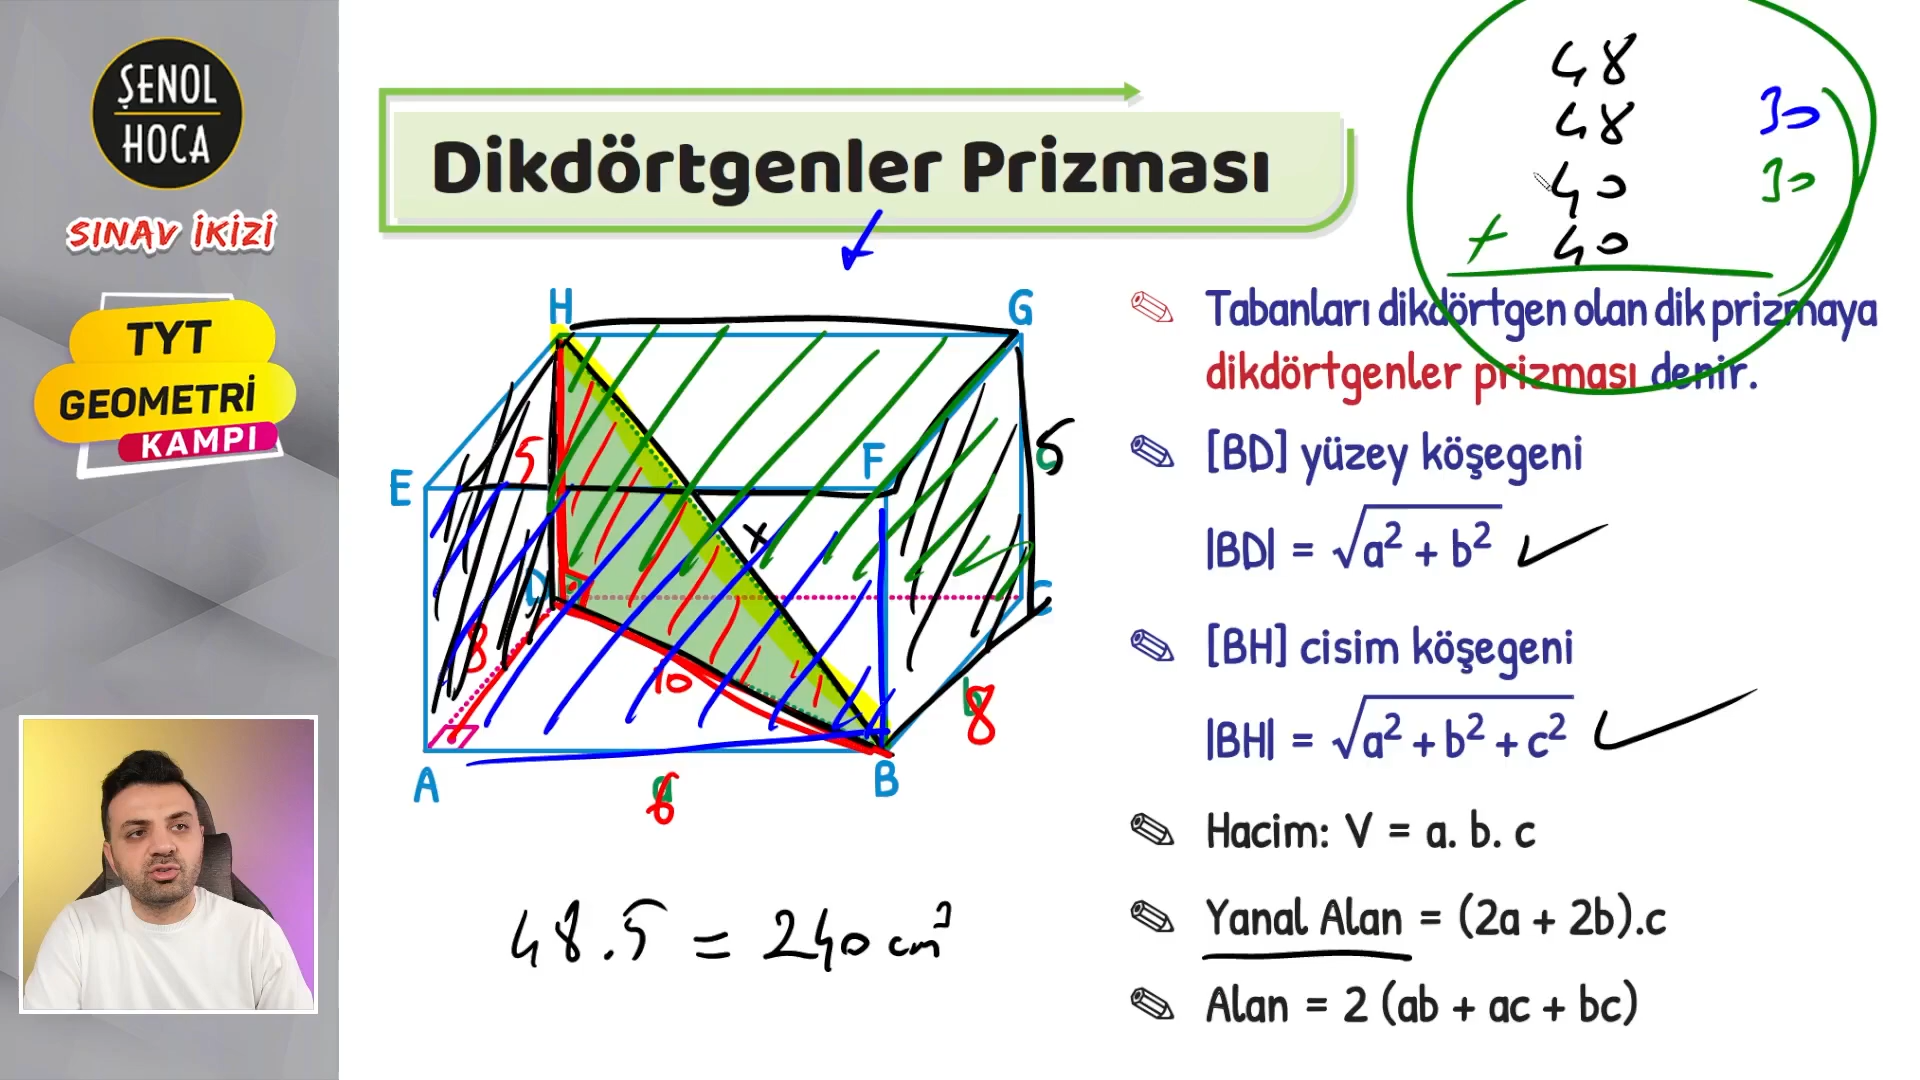 ŞENOL
HOCA
SINAV İKİZİ
TYT
GEOMETRİ
KAMPI
Dikdörtgenler Prizması
48
48 30
40 30
+ 40
H G
E F
D C
A B
5
5
x
8
10
8
6
48.5 = 240 cm³
Tabanları dikdörtgen olan dik prizmaya
dikdörtgenler prizması denir.
[BD] yüzey köşegeni
|BD| = √a² + b²
[BH] cisim köşegeni
|BH| = √a² + b² + c²
Hacim: V = a. b. c
Yanal Alan = (2a + 2b).c
Alan = 2 (ab + ac + bc)